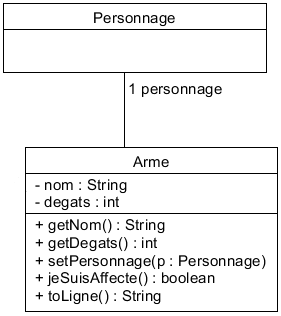 Personnage
1 personnage
Arme
- nom : String
- degats : int
+ getNom() : String
+ getDegats() : int
+ setPersonnage(p : Personnage)
+ jeSuisAffecte() : boolean
+ toLigne() : String